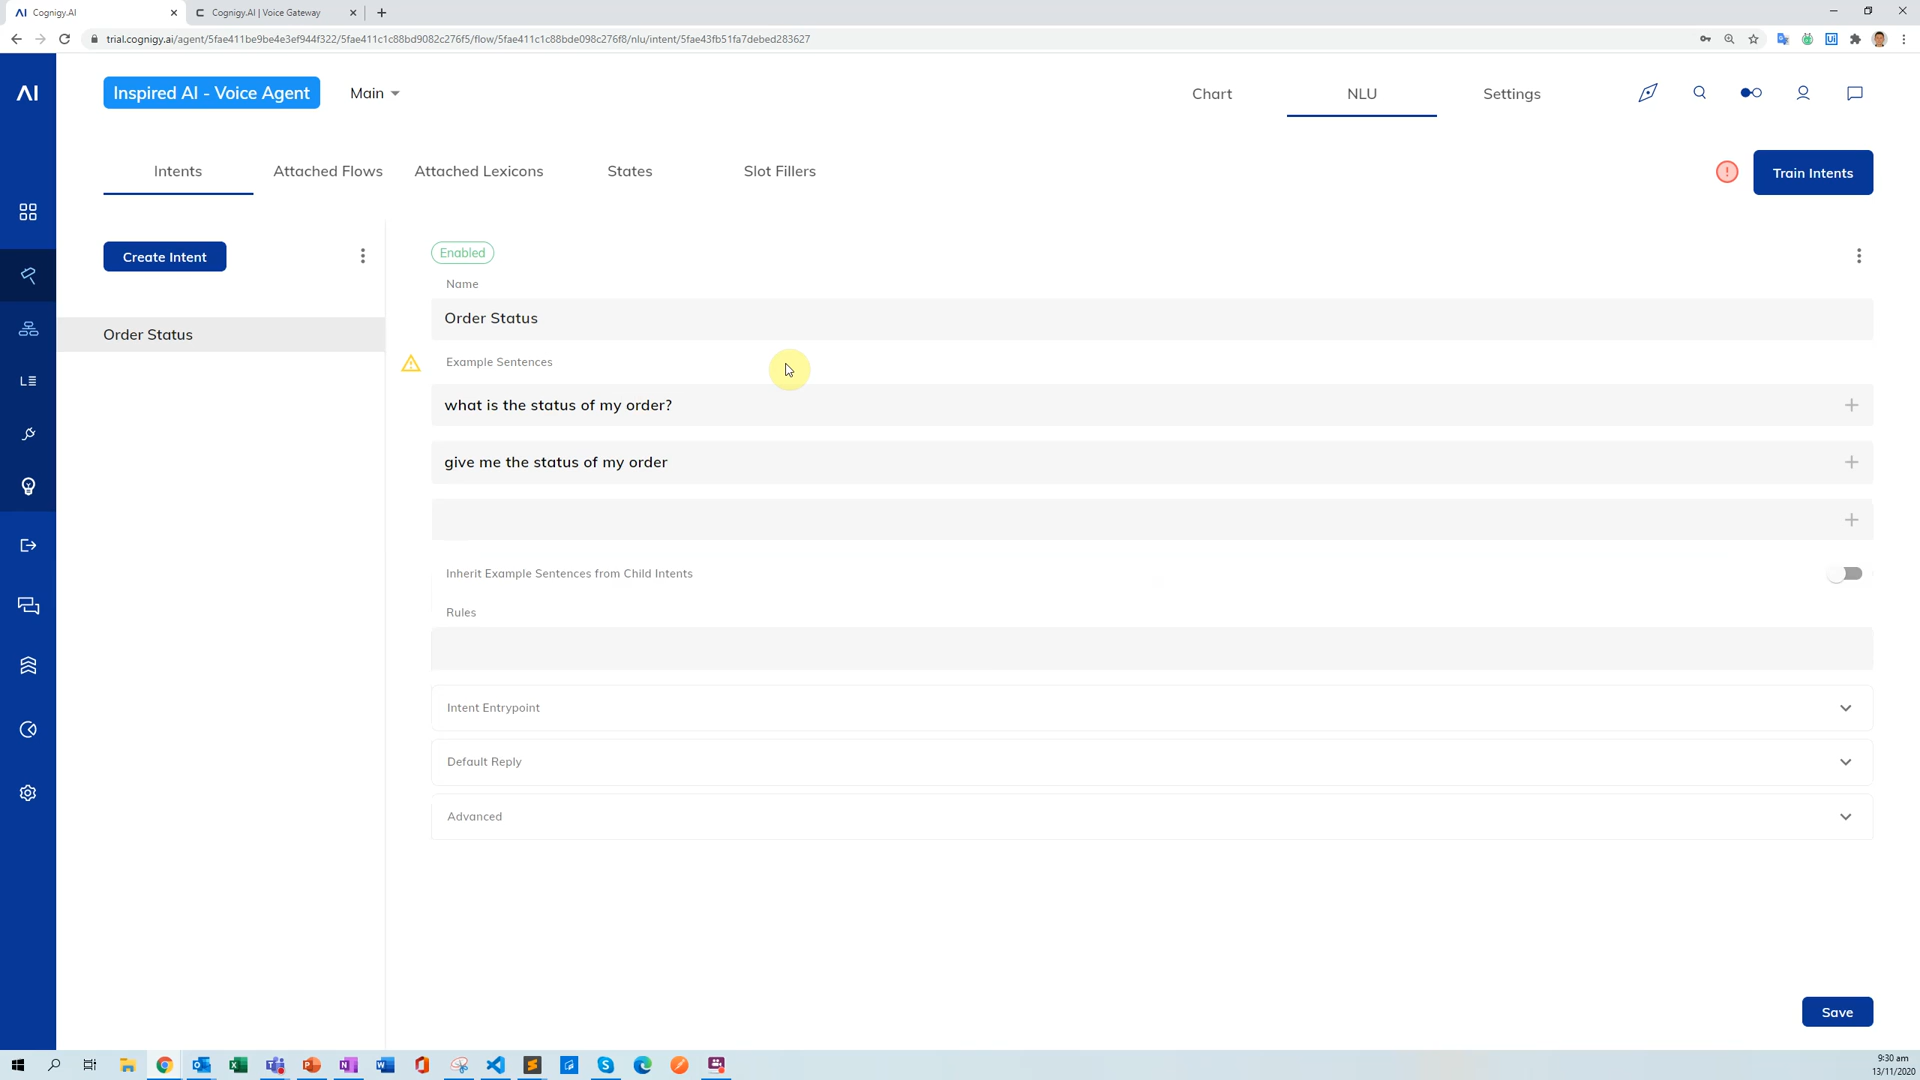 Cognigy.AI
Cognigy.AI | Voice Gateway
trial.cognigy.ai/agent/5fae411be9be4e3ef944f322/5fae411c1c88bd9082c276f5/flow/5fae411c1c88bde098c276f8/nlu/intent/5fae43fb51fa7debed283627
AI
Inspired AI - Voice Agent
Main
Chart
NLU
Settings
Intents
Attached Flows
Attached Lexicons
States
Slot Fillers
Train Intents
Create Intent
Enabled
Name
Order Status
Order Status
Example Sentences
what is the status of my order?
give me the status of my order
Inherit Example Sentences from Child Intents
Rules
Intent Entrypoint
Default Reply
Advanced
Save
9:30 am
13/11/2020